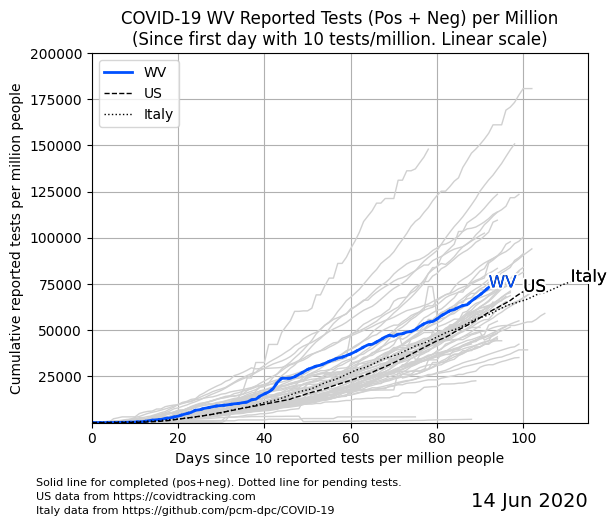 COVID-19 WV Reported Tests (Pos + Neg) per Million
(Since first day with 10 tests/million. Linear scale)
200000
175000
150000
125000
100000
75000
50000
25000
Cumulative reported tests per million people
WV
US
Italy
WV
US
Italy
0
20
40
60
80
100
Days since 10 reported tests per million people
Solid line for completed (pos+neg). Dotted line for pending tests.
US data from https://covidtracking.com
Italy data from https://github.com/pcm-dpc/COVID-19
14 Jun 2020